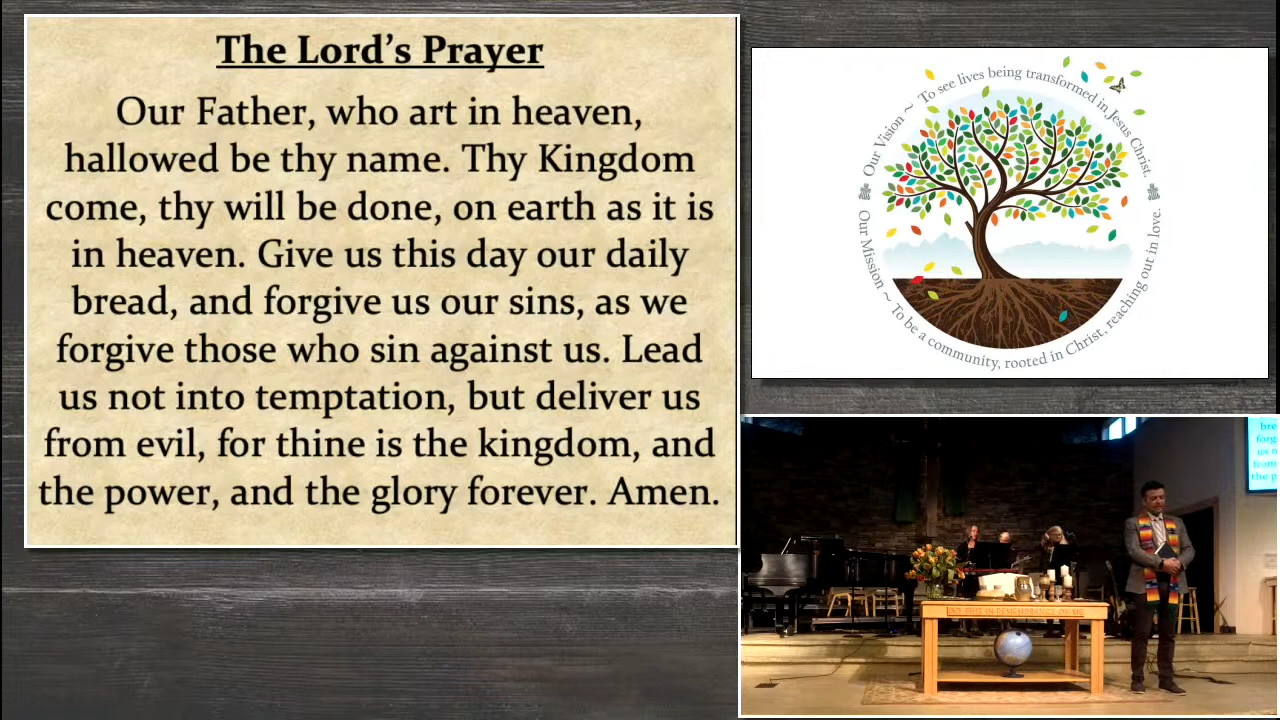 The Lord's Prayer
Our Father, who art in heaven,
hallowed be thy name. Thy Kingdom
come, thy will be done, on earth as it is
in heaven. Give us this day our daily
bread, and forgive us our sins, as we
forgive those who sin against us. Lead
us not into temptation, but deliver us
from evil, for thine is the kingdom, and
the power, and the glory forever. Amen.
Our Vision ~ To see lives being transformed in Jesus Christ.
Our Mission ~ To be a community, rooted in Christ, reaching out in love.
bre
forg
us n
from
the p
DO THIS IN REMEMBRANCE OF ME